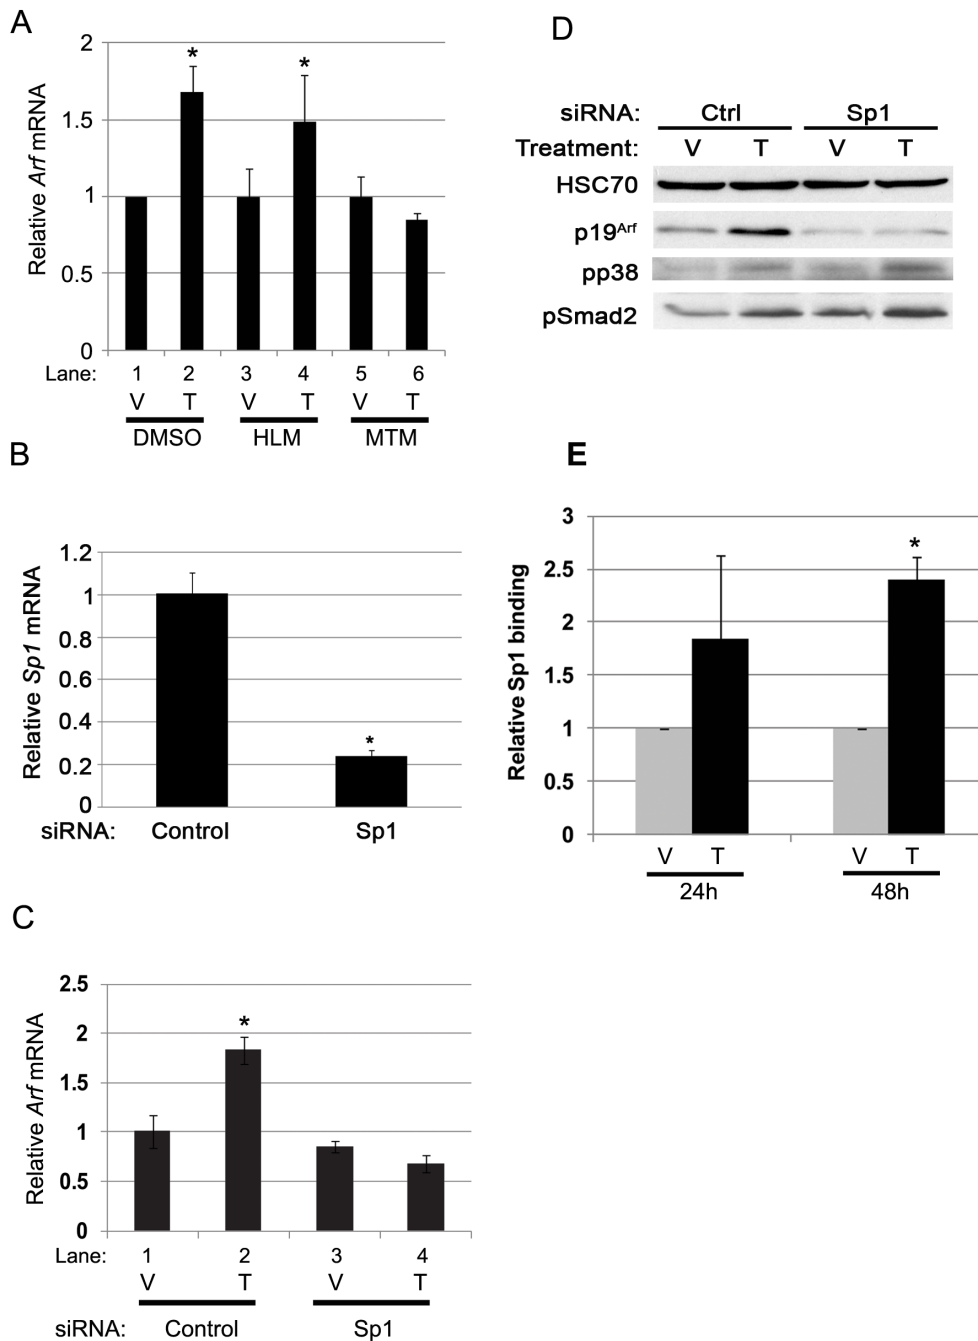 A
Relative Arf mRNA
2
*
*
1.5
1
0.5
0
Lane: 1 2 3 4 5 6
V T V T V T
DMSO HLM MTM
B
Relative Sp1 mRNA
1.2
1
0.8
0.6
0.4
*
0.2
0
siRNA: Control Sp1
C
Relative Arf mRNA
2.5
*
2
1.5
1
0.5
0
Lane: 1 2 3 4
V T V T
siRNA: Control Sp1
D
siRNA: Ctrl Sp1
Treatment: V T V T
HSC70
p19Arf
pp38
pSmad2
E
Relative Sp1 binding
3
*
2.5
2
1.5
1
0.5
0
V T V T
24h 48h